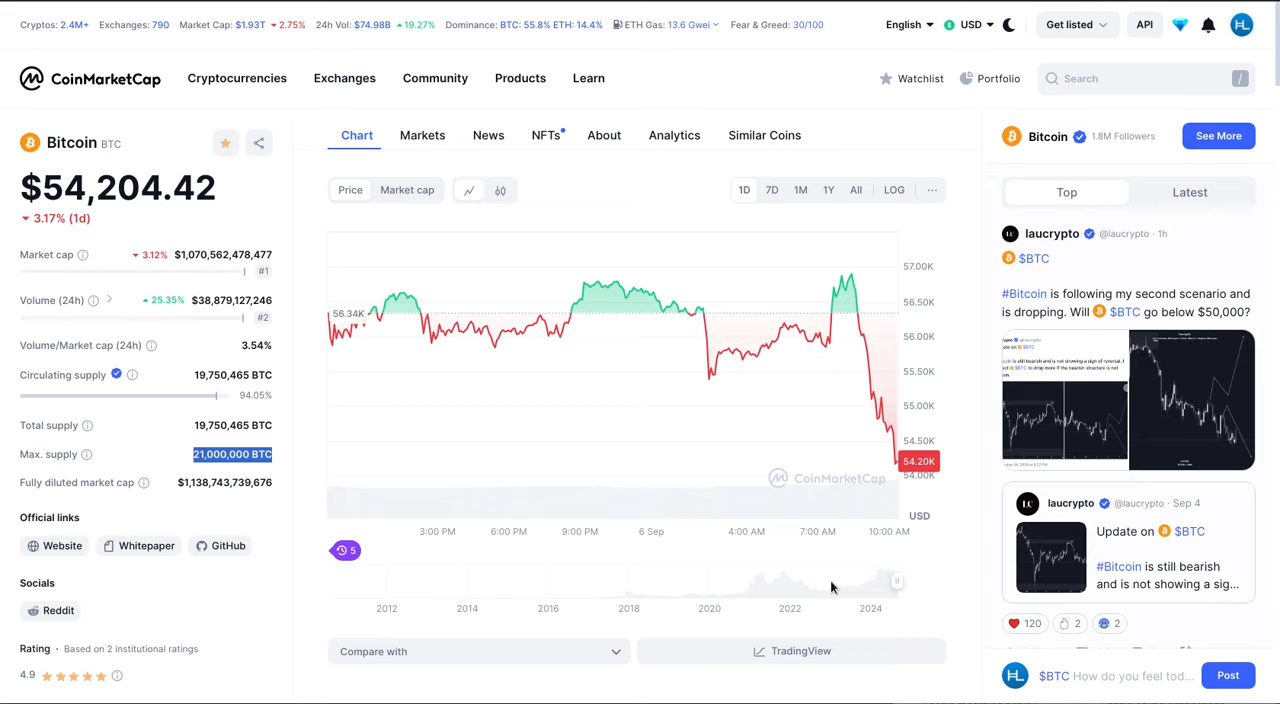 Cryptos: 2.4M+ Exchanges: 790 Market Cap: $1.93T 2.75% 24h Vol: $74.98B 19.27% Dominance: BTC: 55.8% ETH: 14.4% ETH Gas: 13.6 Gwei Fear & Greed: 30/100
English USD Get listed API HL
CoinMarketCap Cryptocurrencies Exchanges Community Products Learn Watchlist Portfolio Search /
Bitcoin BTC
$54,204.42
3.17% (1d)
Market cap 3.12% $1,070,562,478,477
#1
Volume (24h) 25.35% $38,879,127,246
#2
Volume/Market cap (24h) 3.54%
Circulating supply 19,750,465 BTC
94.05%
Total supply 19,750,465 BTC
Max. supply 21,000,000 BTC
Fully diluted market cap $1,138,743,739,676
Official links
Website Whitepaper GitHub
Socials
Reddit
Rating · Based on 2 institutional ratings
4.9
Chart Markets News NFTs About Analytics Similar Coins
Price Market cap 1D 7D 1M 1Y All LOG ...
57.00K
56.50K
56.34K
56.00K
55.50K
55.00K
54.50K
54.20K
54.00K
CoinMarketCap
USD
3:00 PM 6:00 PM 9:00 PM 6 Sep 4:00 AM 7:00 AM 10:00 AM
5
2012 2014 2016 2018 2020 2022 2024
Compare with TradingView
Bitcoin 1.8M Followers See More
Top Latest
LC laucrypto @laucrypto · 1h
$BTC
#Bitcoin is following my second scenario and
is dropping. Will $BTC go below $50,000?
LC laucrypto @laucrypto · Sep 4
Update on $BTC
#Bitcoin is still bearish
and is not showing a sig...
120 2 2
HL $BTC How do you feel tod... Post